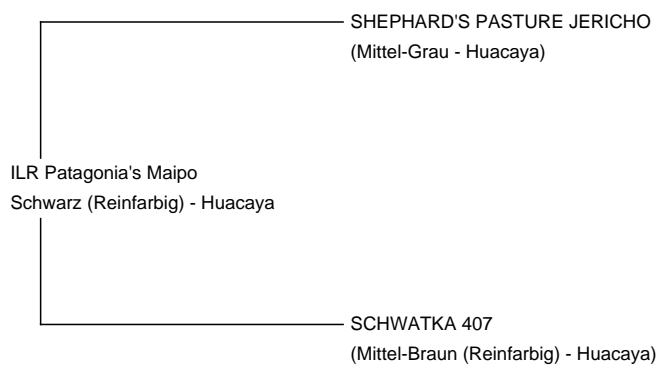 SHEPHARD'S PASTURE JERICHO
(Mittel-Grau - Huacaya)
ILR Patagonia's Maipo
Schwarz (Reinfarbig) - Huacaya
SCHWATKA 407
(Mittel-Braun (Reinfarbig) - Huacaya)